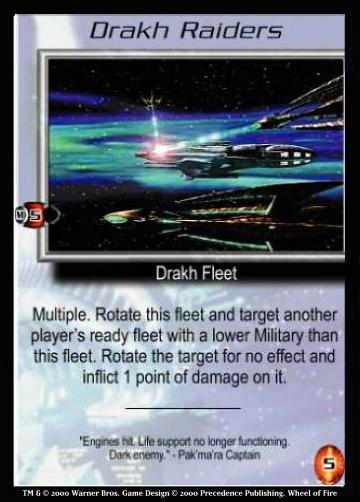 Drakh Raiders
MI 5
Drakh Fleet
Multiple. Rotate this fleet and target another
player's ready fleet with a lower Military than
this fleet. Rotate the target for no effect and
inflict 1 point of damage on it.
"Engines hit. Life support no longer functioning.
Dark enemy." - Pak'ma'ra Captain
5
TM & © 2000 Warner Bros. Game Design © 2000 Precedence Publishing. Wheel of Fire